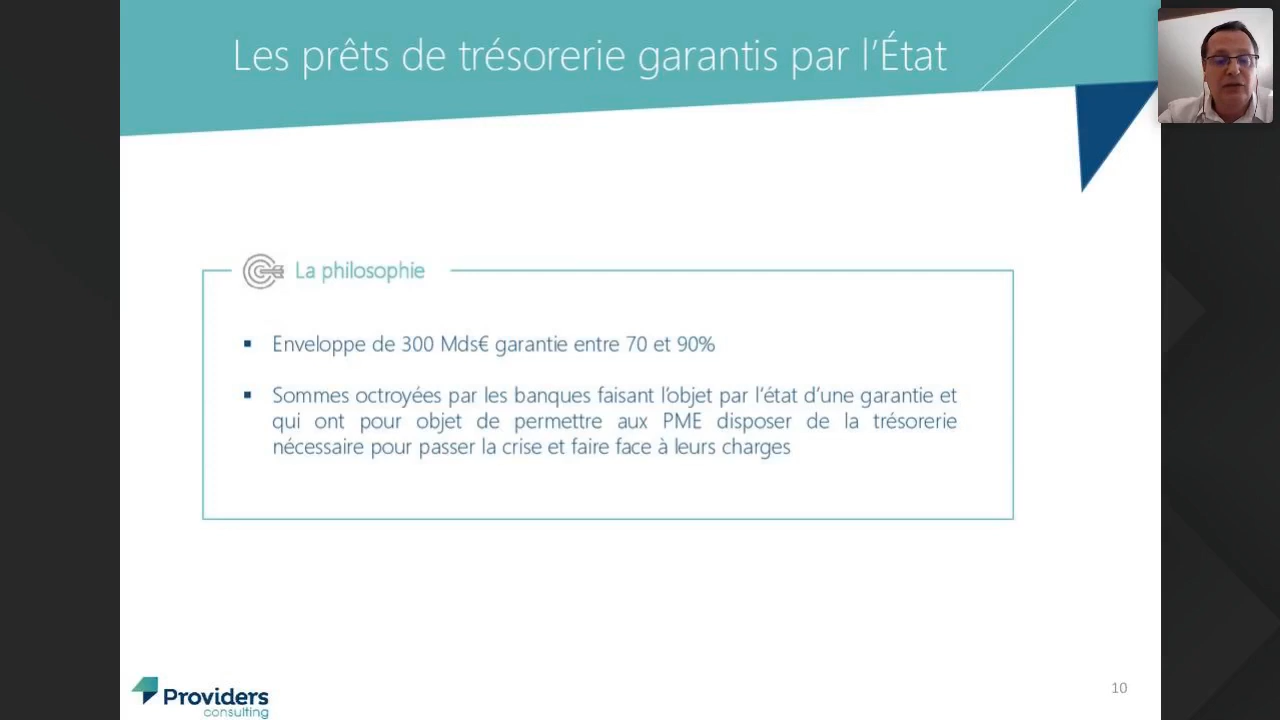 Les prêts de trésorerie garantis par l'État
La philosophie
▪ Enveloppe de 300 Mds€ garantie entre 70 et 90%
▪ Sommes octroyées par les banques faisant l'objet par l'état d'une garantie et
qui ont pour objet de permettre aux PME disposer de la trésorerie
nécessaire pour passer la crise et faire face à leurs charges
Providers
consulting
10